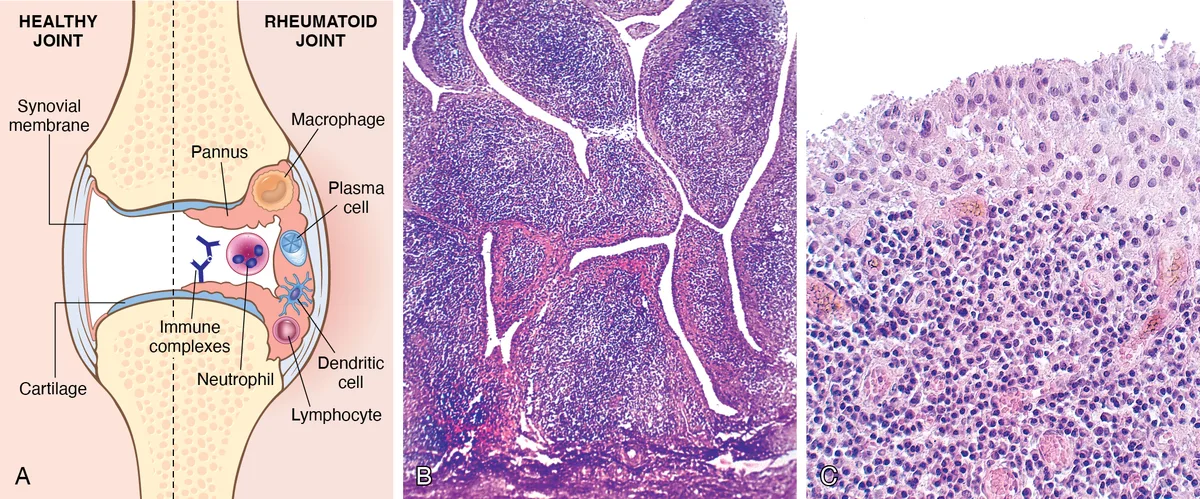 HEALTHY
JOINT
RHEUMATOID
JOINT
Synovial
membrane
Macrophage
Pannus
Plasma
cell
Immune
complexes
Neutrophil
Dendritic
cell
Cartilage
Lymphocyte
A
B
C